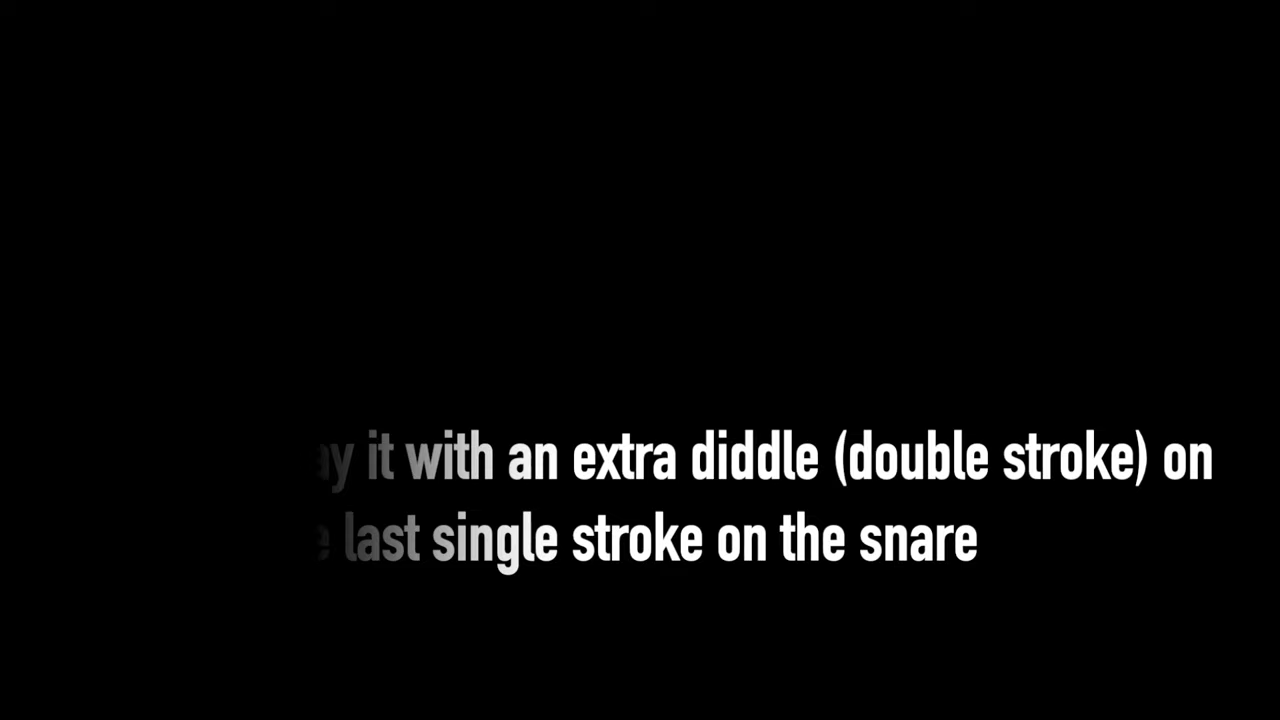 it with an extra diddle (double stroke) on
last single stroke on the snare